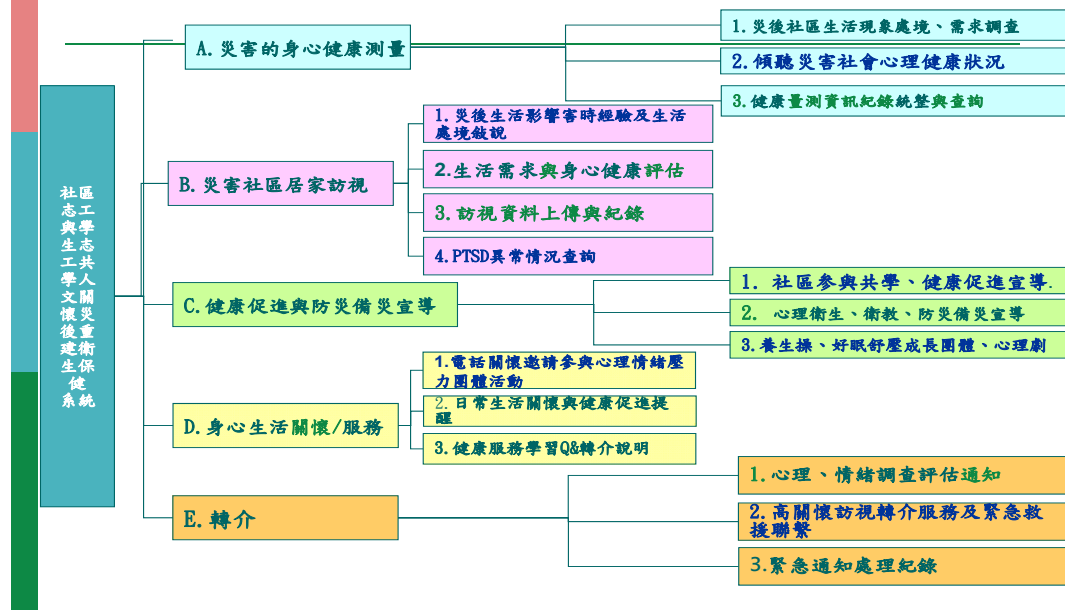 社區
志工
與學
生志
工共
學人
文關
懷災
後重
建衛
生保
健
系統
A.災害的身心健康測量
1.災後社區生活現象處境、需求調查
2.傾聽災害社會心理健康狀況
3.健康量測資訊紀錄統整與查詢
B.災害社區居家訪視
1.災後生活影響害時經驗及生活
處境敍說
2.生活需求與身心健康評估
3.訪視資料上傳與紀錄
4.PTSD異常情況查詢
C.健康促進與防災備災宣導
1. 社區參與共學、健康促進宣導.
2. 心理衛生、衛教、防災備災宣導
3.養生操、好眠舒壓成長團體、心理劇
D.身心生活關懷/服務
1.電話關懷邀請參與心理情緒壓
力團體活動
2.日常生活關懷與健康促進提
醒
3.健康服務學習Q&轉介說明
E.轉介
1.心理、情緒調查評估通知
2.高關懷訪視轉介服務及緊急救
援聯繫
3.緊急通知處理紀錄